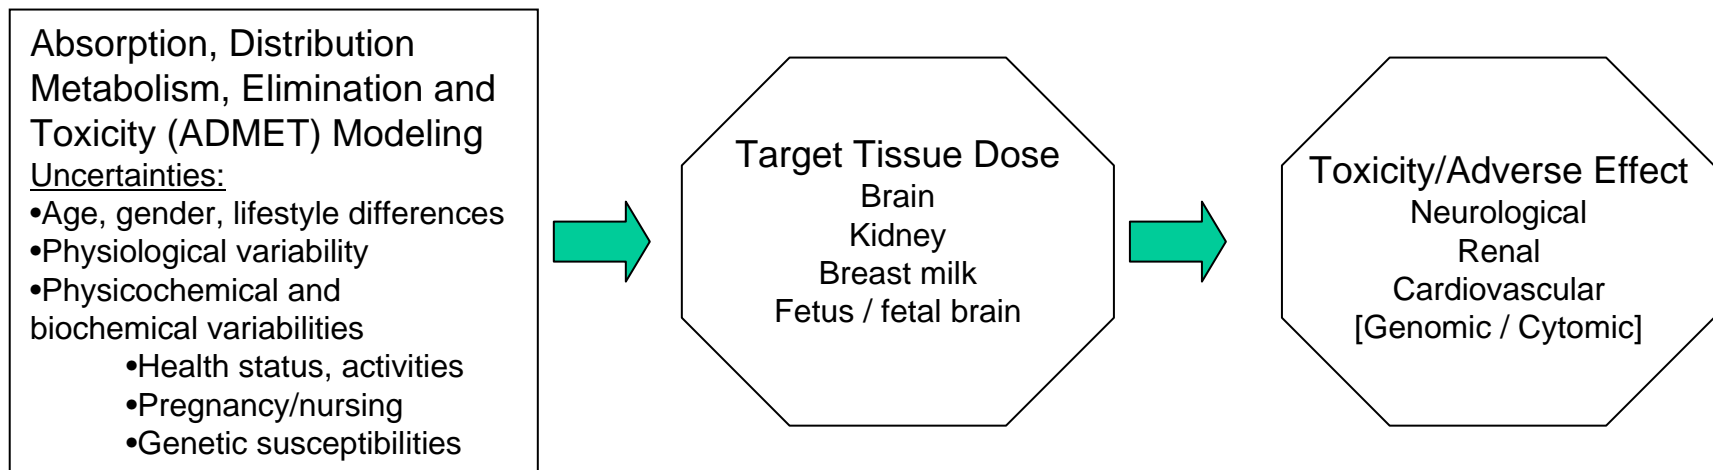 Absorption, Distribution
Metabolism, Elimination and
Toxicity (ADMET) Modeling
Uncertainties:
•Age, gender, lifestyle differences
•Physiological variability
•Physicochemical and
biochemical variabilities
•Health status, activities
•Pregnancy/nursing
•Genetic susceptibilities
Target Tissue Dose
Brain
Kidney
Breast milk
Fetus / fetal brain
Toxicity/Adverse Effect
Neurological
Renal
Cardiovascular
[Genomic / Cytomic]